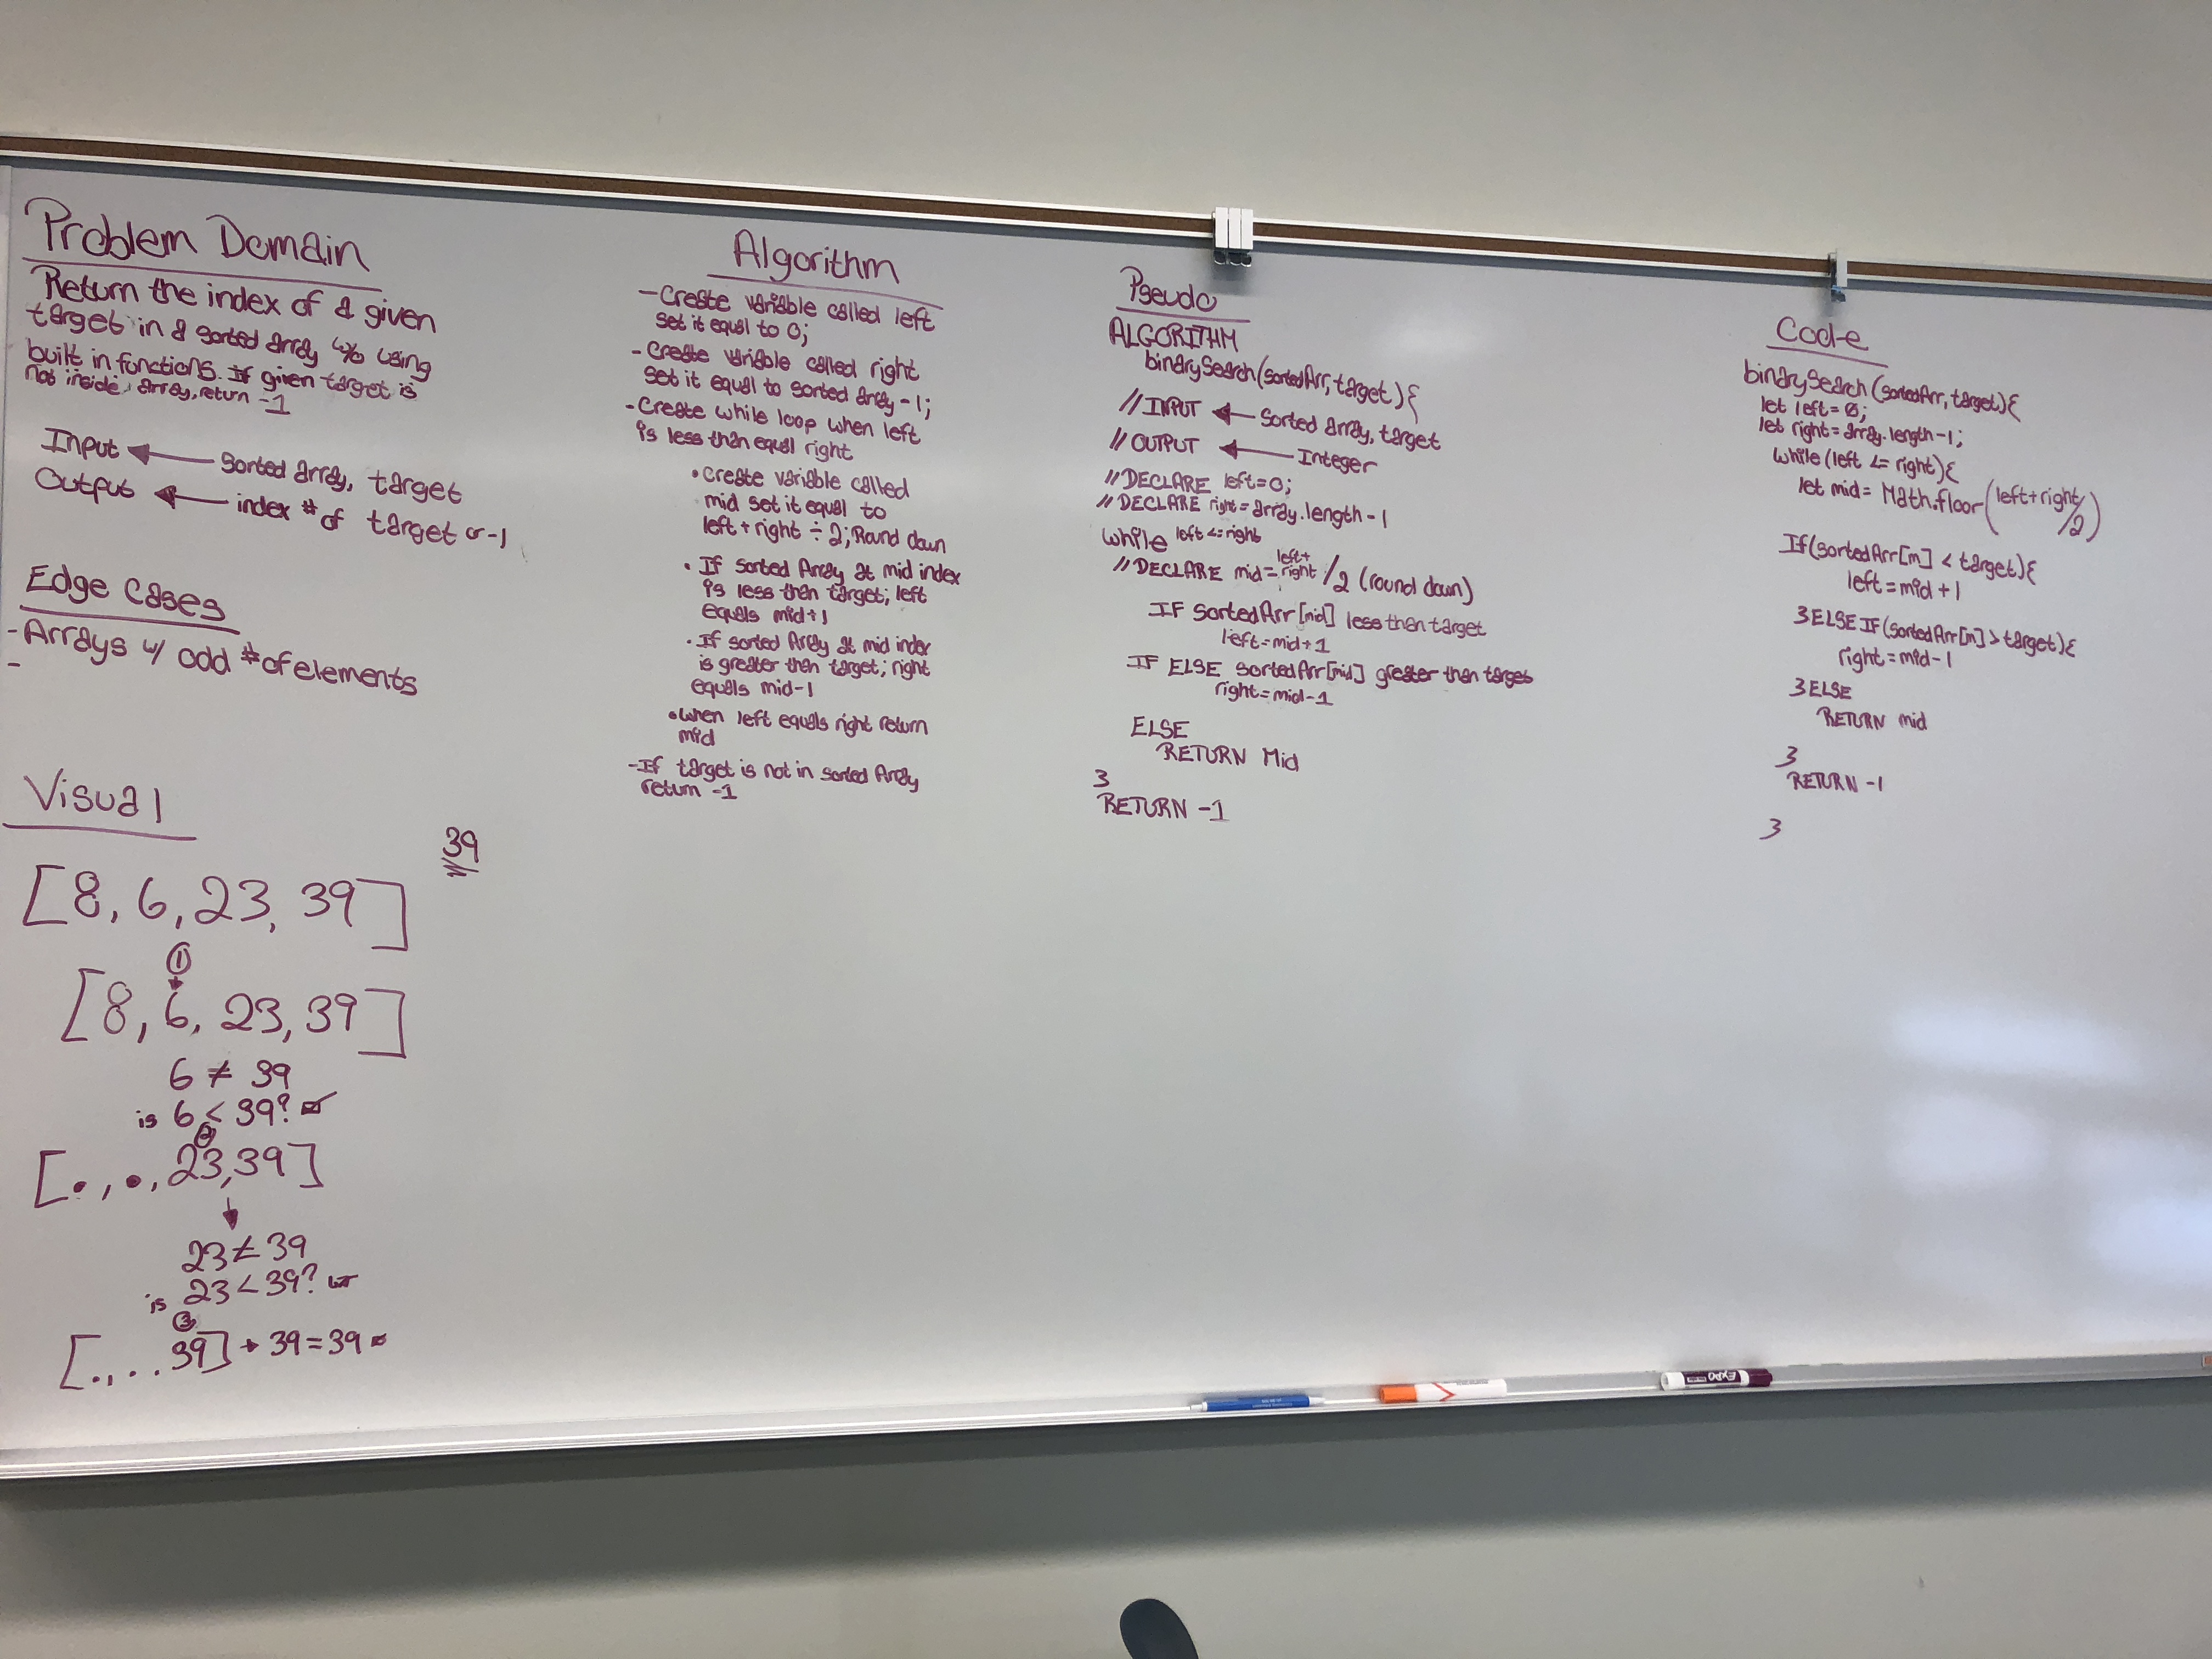 Problem Domain
Return the index of a given
target in a sorted array w/o using
built in functions. If given target is
not inside array, return -1
Input ← Sorted array, target
Output ← index # of target or -1
Edge Cases
- Arrays w/ odd # of elements
-
Visual
39
[8, 6, 23, 39]
①
[8, 6, 23, 39]
6 ≠ 39
is 6 < 39?
②
[., ., 23, 39]
23 ≠ 39
is 23 < 39?
③
[., . . 39] → 39 = 39
Algorithm
- Create variable called left
set it equal to 0;
- Create variable called right
set it equal to sorted array -1;
- Create while loop when left
is less than equal right
• Create variable called
mid set it equal to
left + right ÷ 2; Round down
• If sorted Array at mid index
is less than target; left
equals mid+1
• If sorted Array at mid index
is greater than target; right
equals mid-1
• When left equals right return
mid
- If target is not in sorted Array
return -1
Pseudo
ALGORITHM
binarySearch(sortedArr, target) {
// INPUT ← Sorted array, target
// OUTPUT ← Integer
// DECLARE left = 0;
// DECLARE right = array.length - 1
while left <= right
// DECLARE mid = left + right / 2 (round down)
IF sortedArr[mid] less than target
left = mid + 1
IF ELSE sortedArr[mid] greater than target
right = mid - 1
ELSE
RETURN Mid
}
RETURN -1
Code
binarySearch(sortedArr, target) {
let left = 0;
let right = array.length - 1;
while (left <= right) {
let mid = Math.floor(left + right / 2)
If (sortedArr[m] < target) {
left = mid + 1
} ELSE IF (sortedArr[m] > target) {
right = mid - 1
} ELSE
RETURN mid
}
RETURN -1
}
EXPO